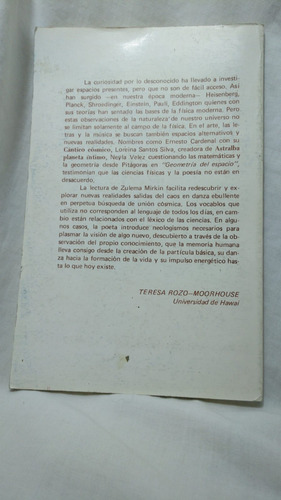 La curiosidad por lo desconocido ha llevado a investi-
gar espacios presentes, pero que no son de fácil acceso. Así
han surgido —en nuestra época moderna— Heisenberg,
Planck, Shroedinger, Einstein, Pauli, Eddington quienes con
sus teorías han sentado las bases de la física moderna. Pero
estas observaciones de la naturaleza de nuestro universo no
se limitan solamente al campo de la física. En el arte, las le-
tras y la música se buscan también espacios alternativos y
nuevas realidades. Nombres como Ernesto Cardenal con su
Cántico cósmico, Loreina Santos Silva, creadora de Astralba
planeta íntimo, Neyla Velez cuestionando las matemáticas y
la geometría desde Pitágoras en "Geometría del espacio",
testimonian que las ciencias físicas y la poesía no están en
desacuerdo.
La lectura de Zulema Mirkin facilita redescubrir y ex-
plorar nuevas realidades salidas del caos en danza ebullente
en perpetua búsqueda de unión cósmica. Los vocablos que
utiliza no corresponden al lenguaje de todos los días, en cam-
bio están relacionados con el léxico de las ciencias. En al-
gunos casos, la poeta introduce neologismos necesarios para
plasmar la visión de algo nuevo, descubierto a través de la ob-
servación del propio conocimiento, que la memoria humana
lleva consigo desde la creación de la partícula básica, su dan-
za hacia la formación de la vida y su impulso energético has-
ta lo que hoy existe.
TERESA ROZO—MOORHOUSE
Universidad de Hawai